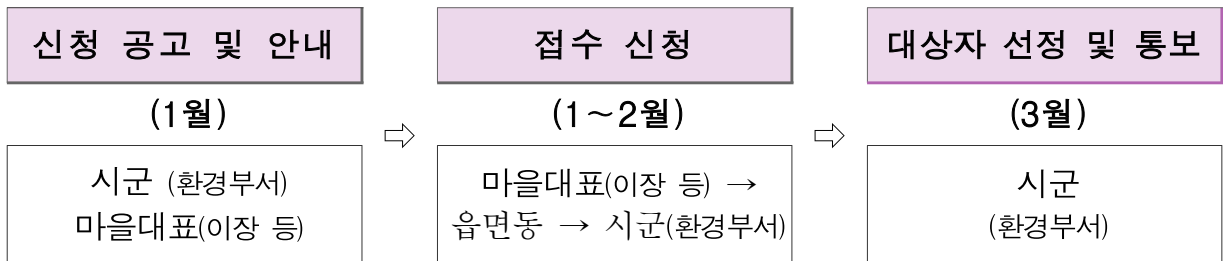 신청 공고 및 안내
(1월)
시군 (환경부서)
마을대표(이장 등)
⇨
접수 신청
(1~2월)
마을대표(이장 등) →
읍면동 → 시군(환경부서)
⇨
대상자 선정 및 통보
(3월)
시군
(환경부서)